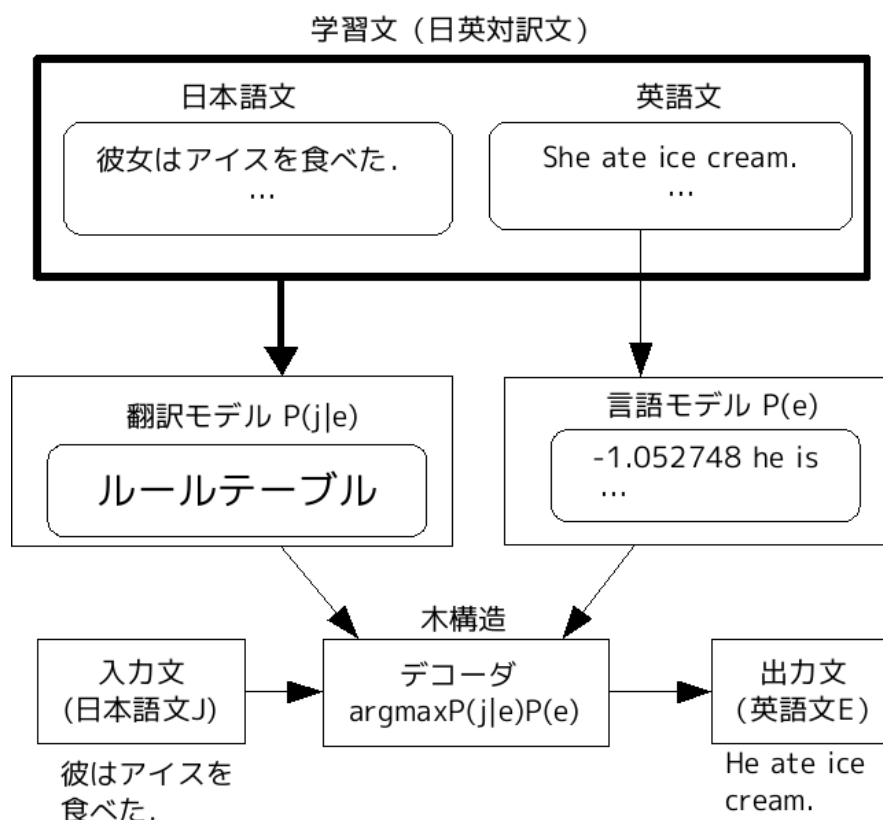 学習文（日英対訳文）
日本語文
英語文
彼女はアイスを食べた.
…
She ate ice cream.
…
翻訳モデル P(j|e)
ルールテーブル
言語モデル P(e)
-1.052748 he is
…
木構造
入力文
(日本語文J)
デコーダ
argmaxP(j|e)P(e)
出力文
（英語文E）
彼はアイスを
食べた.
He ate ice
cream.